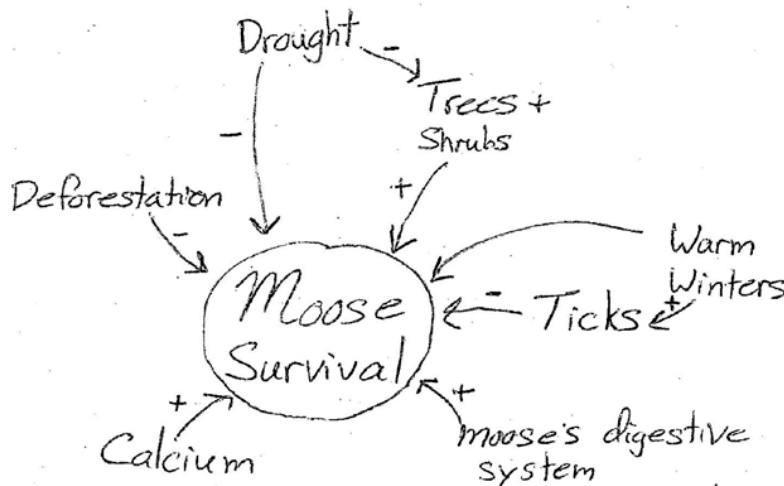 Drought
-
-
Trees +
Shrubs
+
Deforestation
-
Warm
Winters
+
Moose
Survival
-
Ticks
+
Calcium
+
moose's digestive
system